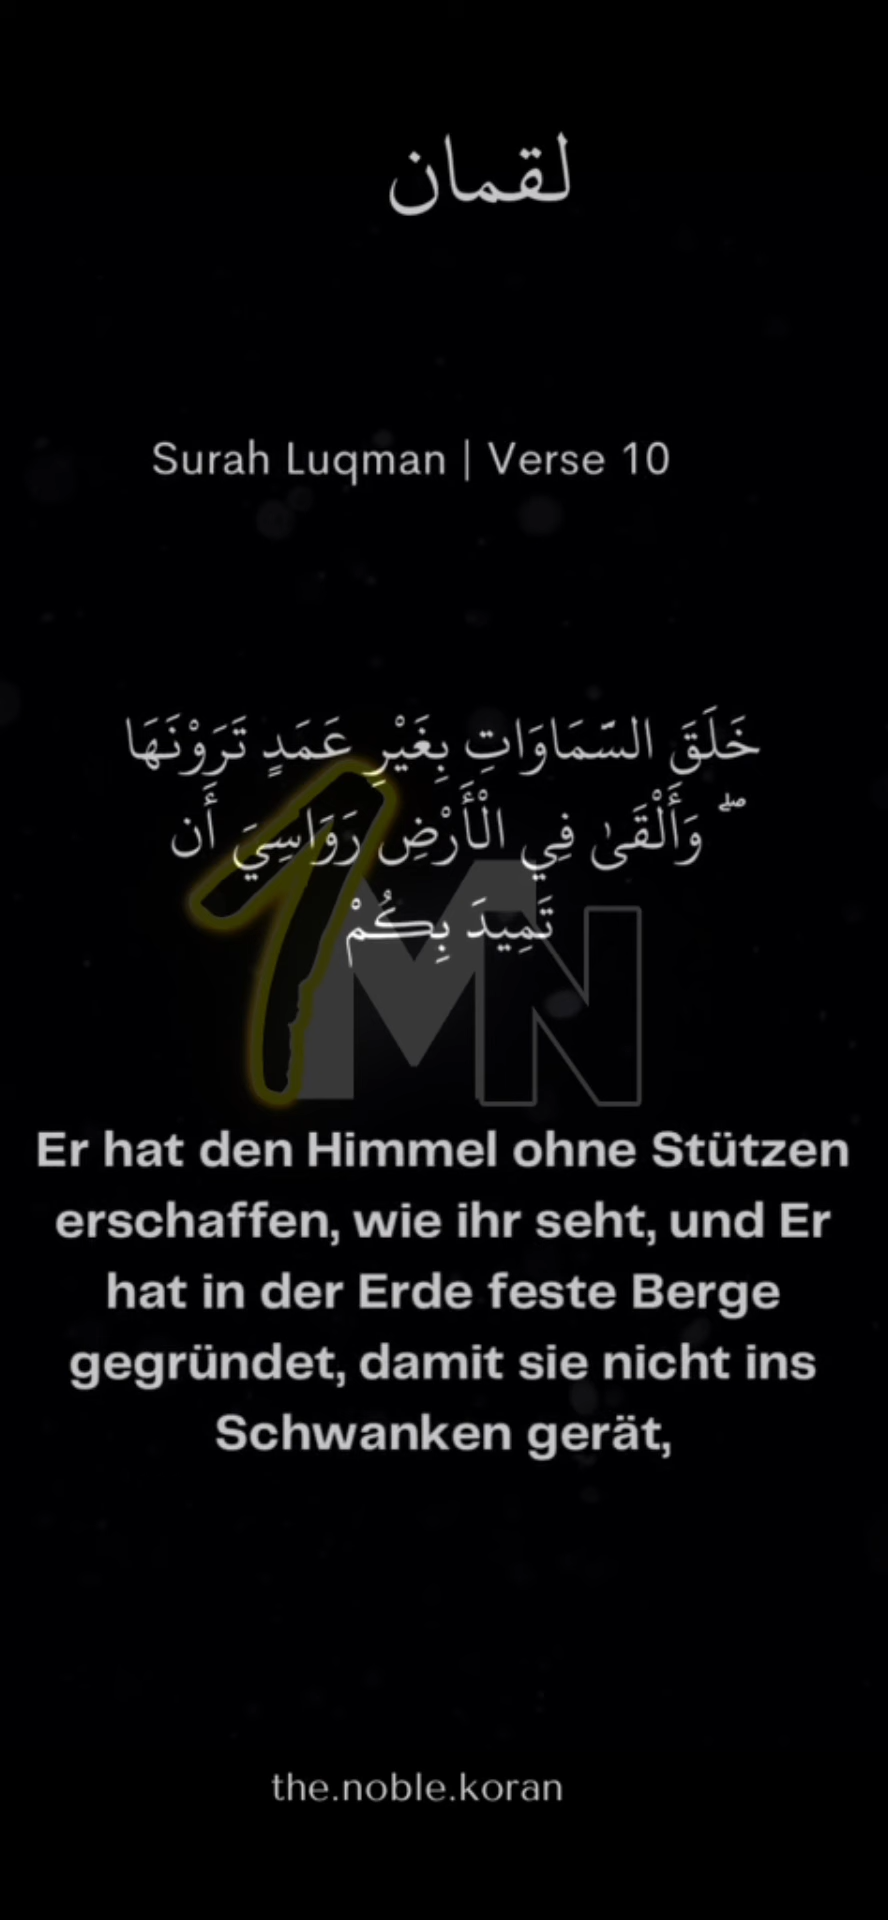 لقمان
Surah Luqman | Verse 10
خَلَقَ السَّمَاوَاتِ بِغَيْرِ عَمَدٍ تَرَوْنَهَا
ۖ وَأَلْقَىٰ فِي الْأَرْضِ رَوَاسِيَ أَن
تَمِيدَ بِكُمْ
1MN
Er hat den Himmel ohne Stützen
erschaffen, wie ihr seht, und Er
hat in der Erde feste Berge
gegründet, damit sie nicht ins
Schwanken gerät,
the.noble.koran